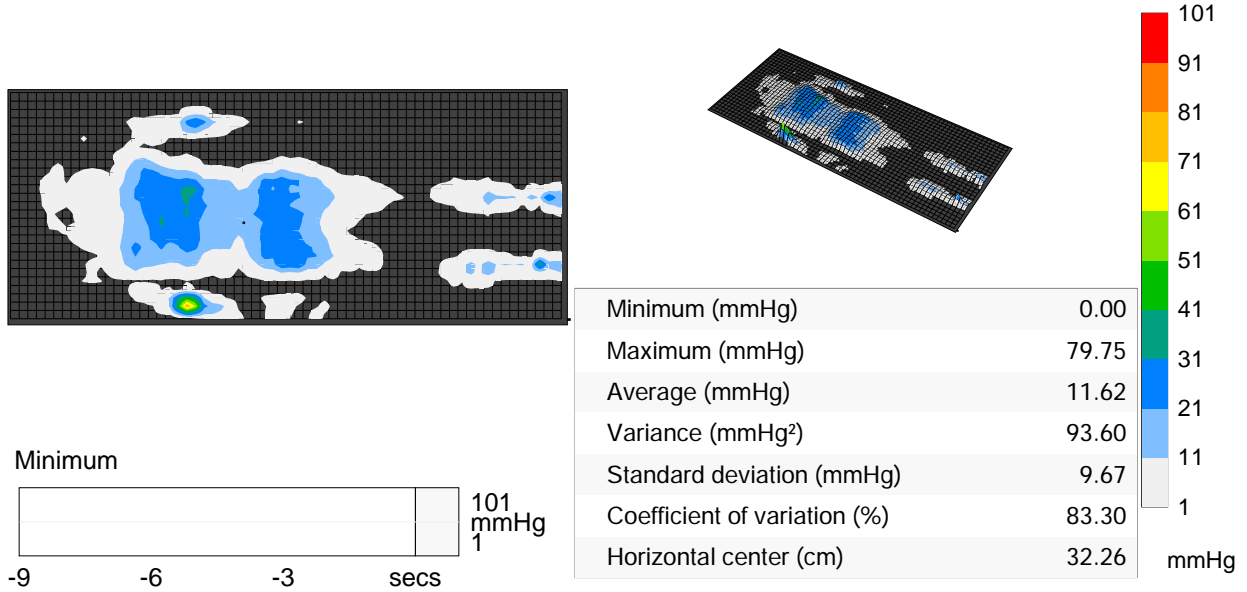 101
91
81
71
61
51
41
31
21
11
1
mmHg
Minimum (mmHg) 0.00
Maximum (mmHg) 79.75
Average (mmHg) 11.62
Variance (mmHg²) 93.60
Standard deviation (mmHg) 9.67
Coefficient of variation (%) 83.30
Horizontal center (cm) 32.26
Minimum
101
mmHg
1
-9 -6 -3 secs